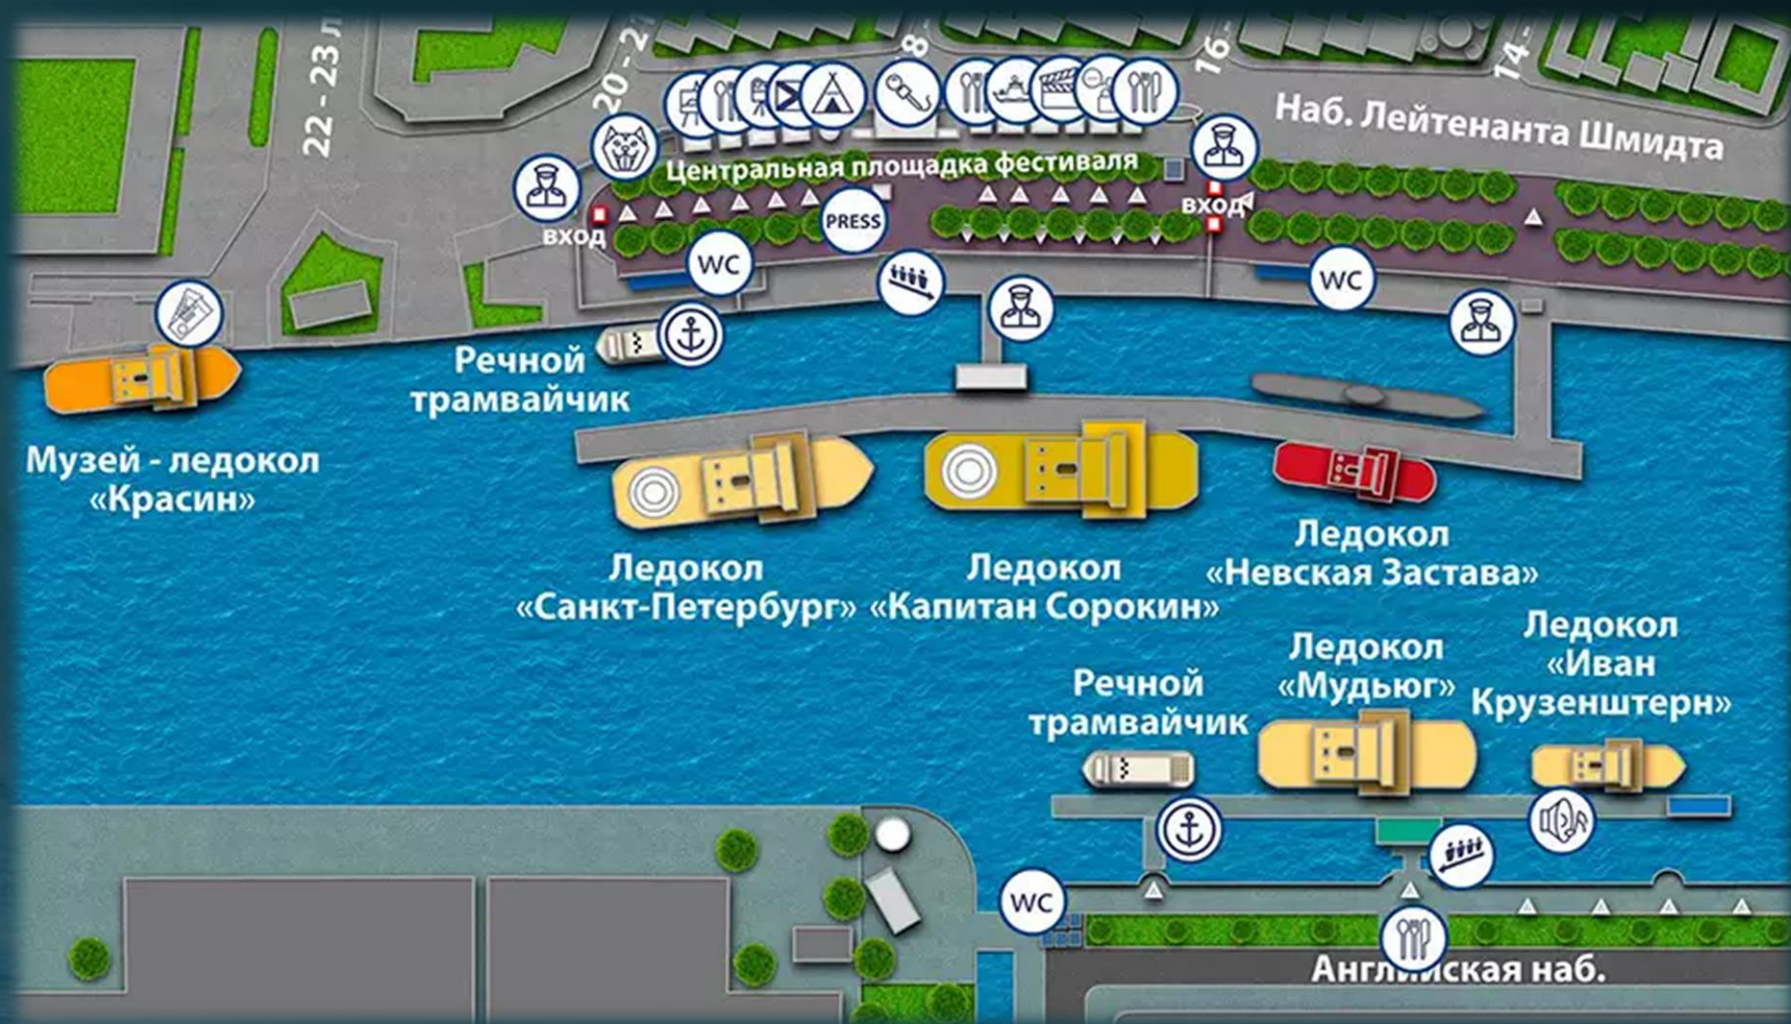 22 - 23
20 - 21
16 -
14 -
Наб. Лейтенанта Шмидта
Центральная площадка фестиваля
вход
вход
PRESS
WC
WC
Речной
трамвайчик
Музей - ледокол
«Красин»
Ледокол
«Санкт-Петербург»
Ледокол
«Капитан Сорокин»
Ледокол
«Невская Застава»
Речной
трамвайчик
Ледокол
«Мудьюг»
Ледокол
«Иван
Крузенштерн»
WC
Английская наб.